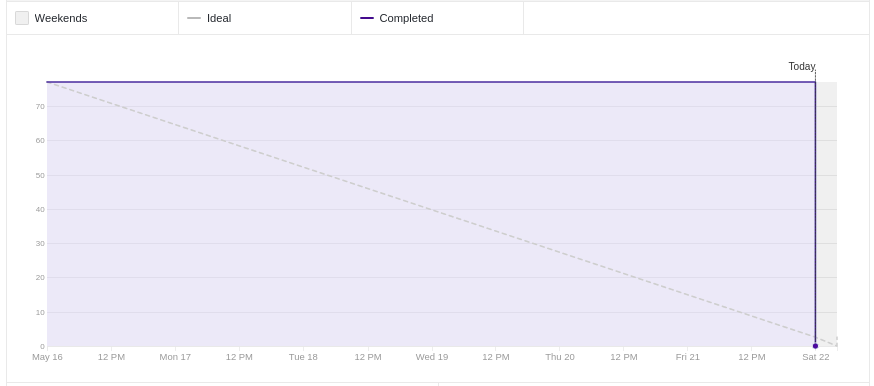 Weekends
Ideal
Completed
Today
70
60
50
40
30
20
10
0
May 16
12 PM
Mon 17
12 PM
Tue 18
12 PM
Wed 19
12 PM
Thu 20
12 PM
Fri 21
12 PM
Sat 22